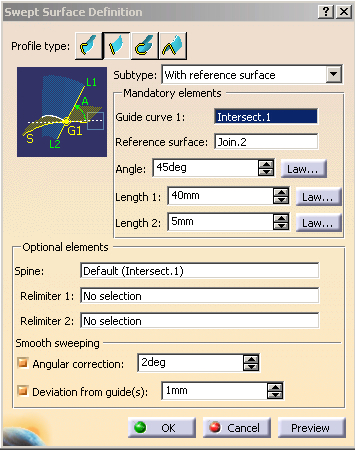 Swept Surface Definition
Profile type:
Subtype: With reference surface
L1
A
G1
S
L2
Mandatory elements
Guide curve 1: Intersect.1
Reference surface: Join.2
Angle: 45deg Law...
Length 1: 40mm Law...
Length 2: 5mm Law...
Optional elements
Spine: Default (Intersect.1)
Relimiter 1: No selection
Relimiter 2: No selection
Smooth sweeping
Angular correction: 2deg
Deviation from guide(s): 1mm
OK Cancel Preview